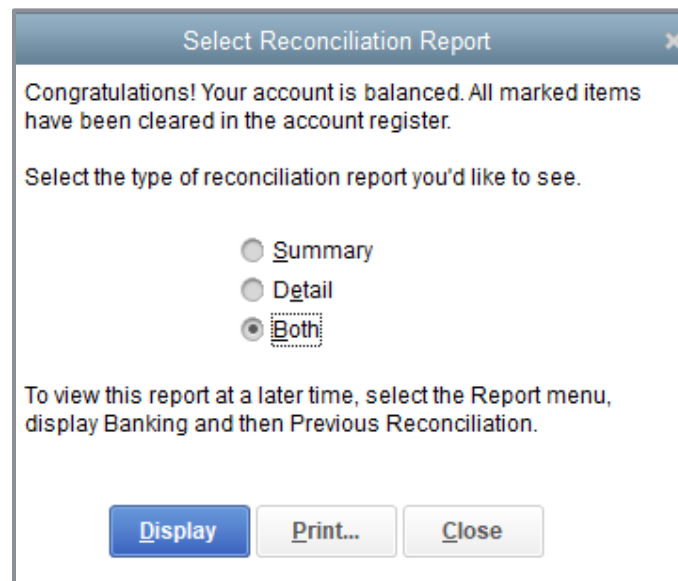 Select Reconciliation Report
Congratulations! Your account is balanced. All marked items
have been cleared in the account register.
Select the type of reconciliation report you'd like to see.
Summary
Detail
Both
To view this report at a later time, select the Report menu,
display Banking and then Previous Reconciliation.
Display Print... Close